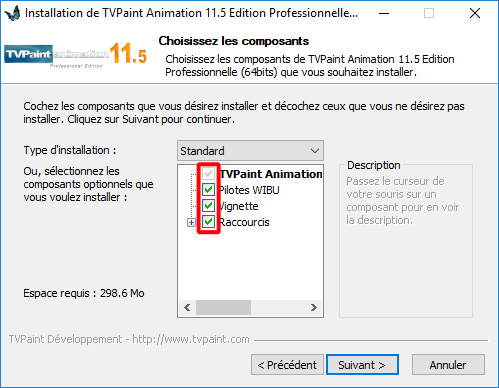 Installation de TVPaint Animation 11.5 Edition Professionnelle...
TVPaint animation 11.5
Professional Edition
Choisissez les composants
Choisissez les composants de TVPaint Animation 11.5 Edition
Professionnelle (64bits) que vous souhaitez installer.
Cochez les composants que vous désirez installer et décochez ceux que vous ne désirez pas
installer. Cliquez sur Suivant pour continuer.
Type d'installation :
Standard
Ou, sélectionnez les
composants optionnels que
vous voulez installer :
TVPaint Animation
Pilotes WIBU
Vignette
Raccourcis
Description
Passez le curseur de
votre souris sur un
composant pour en voir
la description.
Espace requis : 298.6 Mo
TVPaint Développement - http://www.tvpaint.com
< Précédent
Suivant >
Annuler